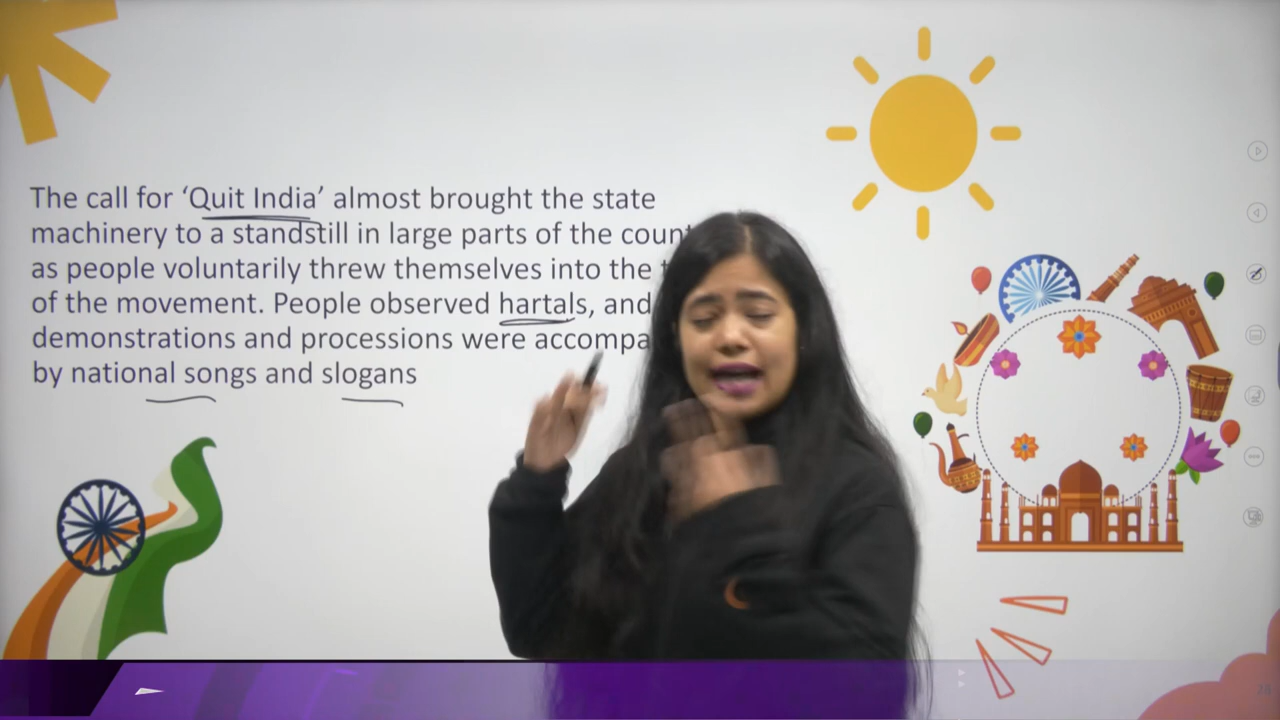 The call for ‘Quit India’ almost brought the state
machinery to a standstill in large parts of the
as people voluntarily threw themselves into the
of the movement. People observed hartals, and
demonstrations and processions were
by national songs and slogans